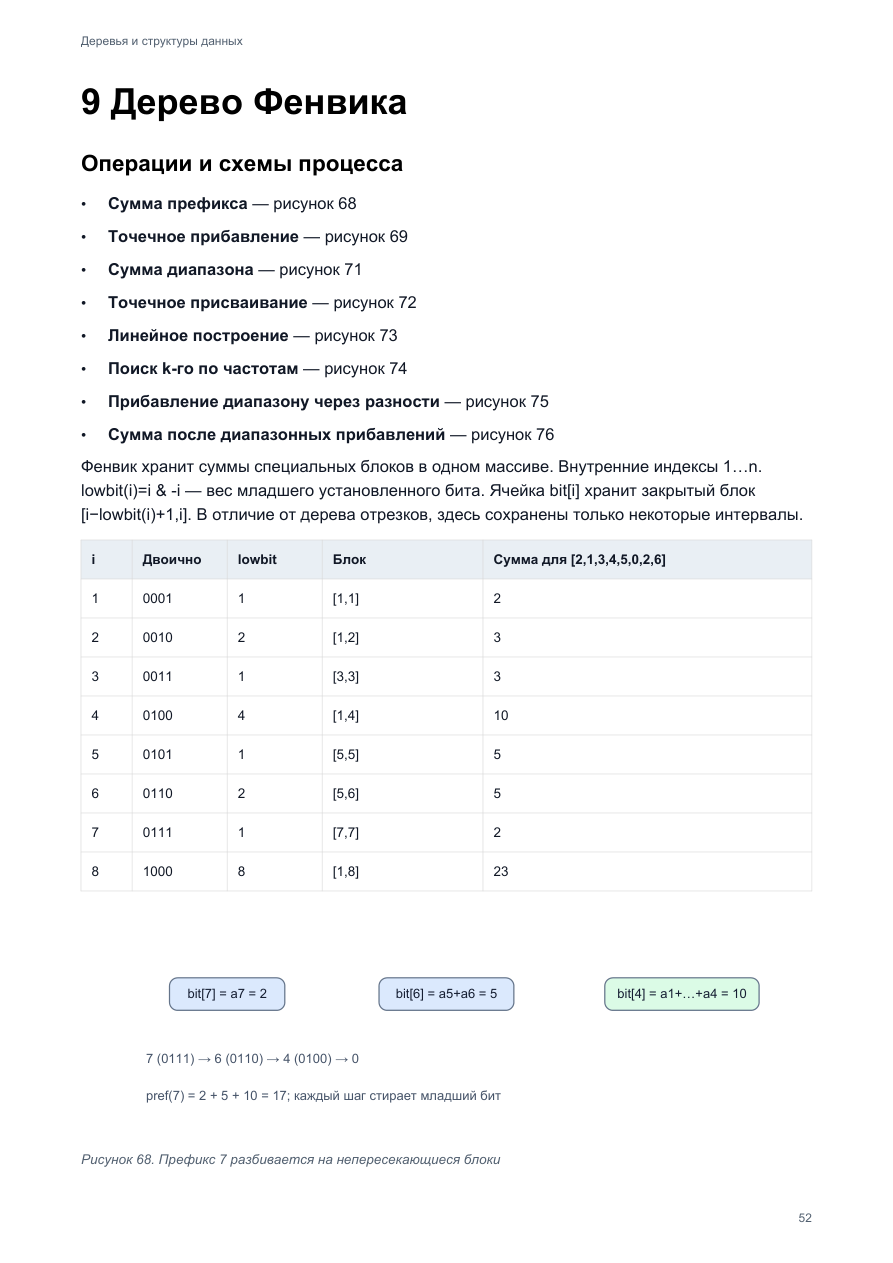 Деревья и структуры данных
9 Дерево Фенвика
Операции и схемы процесса
• Сумма префикса — рисунок 68
• Точечное прибавление — рисунок 69
• Сумма диапазона — рисунок 71
• Точечное присваивание — рисунок 72
• Линейное построение — рисунок 73
• Поиск k-го по частотам — рисунок 74
• Прибавление диапазону через разности — рисунок 75
• Сумма после диапазонных прибавлений — рисунок 76
Фенвик хранит суммы специальных блоков в одном массиве. Внутренние индексы 1…n.
lowbit(i)=i & -i — вес младшего установленного бита. Ячейка bit[i] хранит закрытый блок
[i−lowbit(i)+1,i]. В отличие от дерева отрезков, здесь сохранены только некоторые интервалы.
i Двоично lowbit Блок Сумма для [2,1,3,4,5,0,2,6]
1 0001 1 [1,1] 2
2 0010 2 [1,2] 3
3 0011 1 [3,3] 3
4 0100 4 [1,4] 10
5 0101 1 [5,5] 5
6 0110 2 [5,6] 5
7 0111 1 [7,7] 2
8 1000 8 [1,8] 23
bit[7] = a7 = 2 bit[6] = a5+a6 = 5 bit[4] = a1+…+a4 = 10
7 (0111) → 6 (0110) → 4 (0100) → 0
pref(7) = 2 + 5 + 10 = 17; каждый шаг стирает младший бит
Рисунок 68. Префикс 7 разбивается на непересекающиеся блоки
52